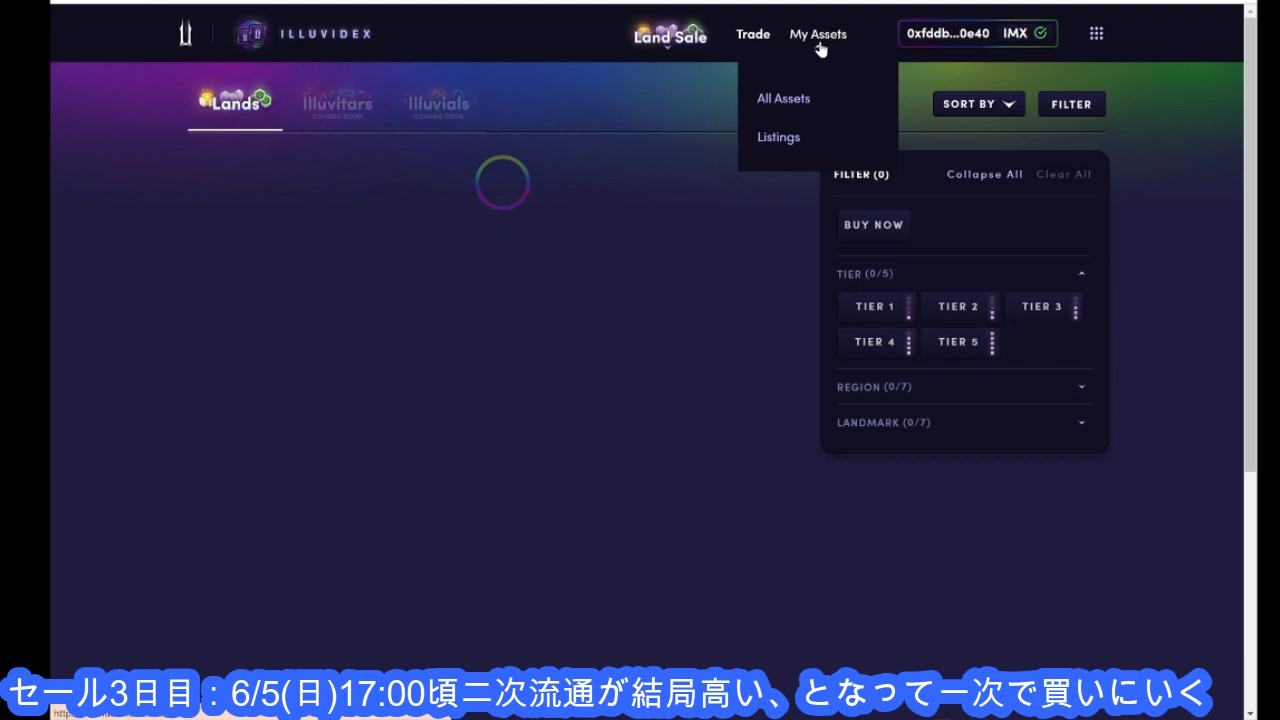 ILLUVIDEX
Land Sale
Trade
My Assets
0xfddb...0e40 IMX
All Assets
Listings
Lands
Illuvitars
COMING SOON
Illuvials
COMING SOON
SORT BY
FILTER
FILTER (0)
Collapse All
Clear All
BUY NOW
TIER (0/5)
TIER 1
TIER 2
TIER 3
TIER 4
TIER 5
REGION (0/7)
LANDMARK (0/7)
セール3日目：6/5(日)17:00頃二次流通が結局高い、となって一次で買いにいく